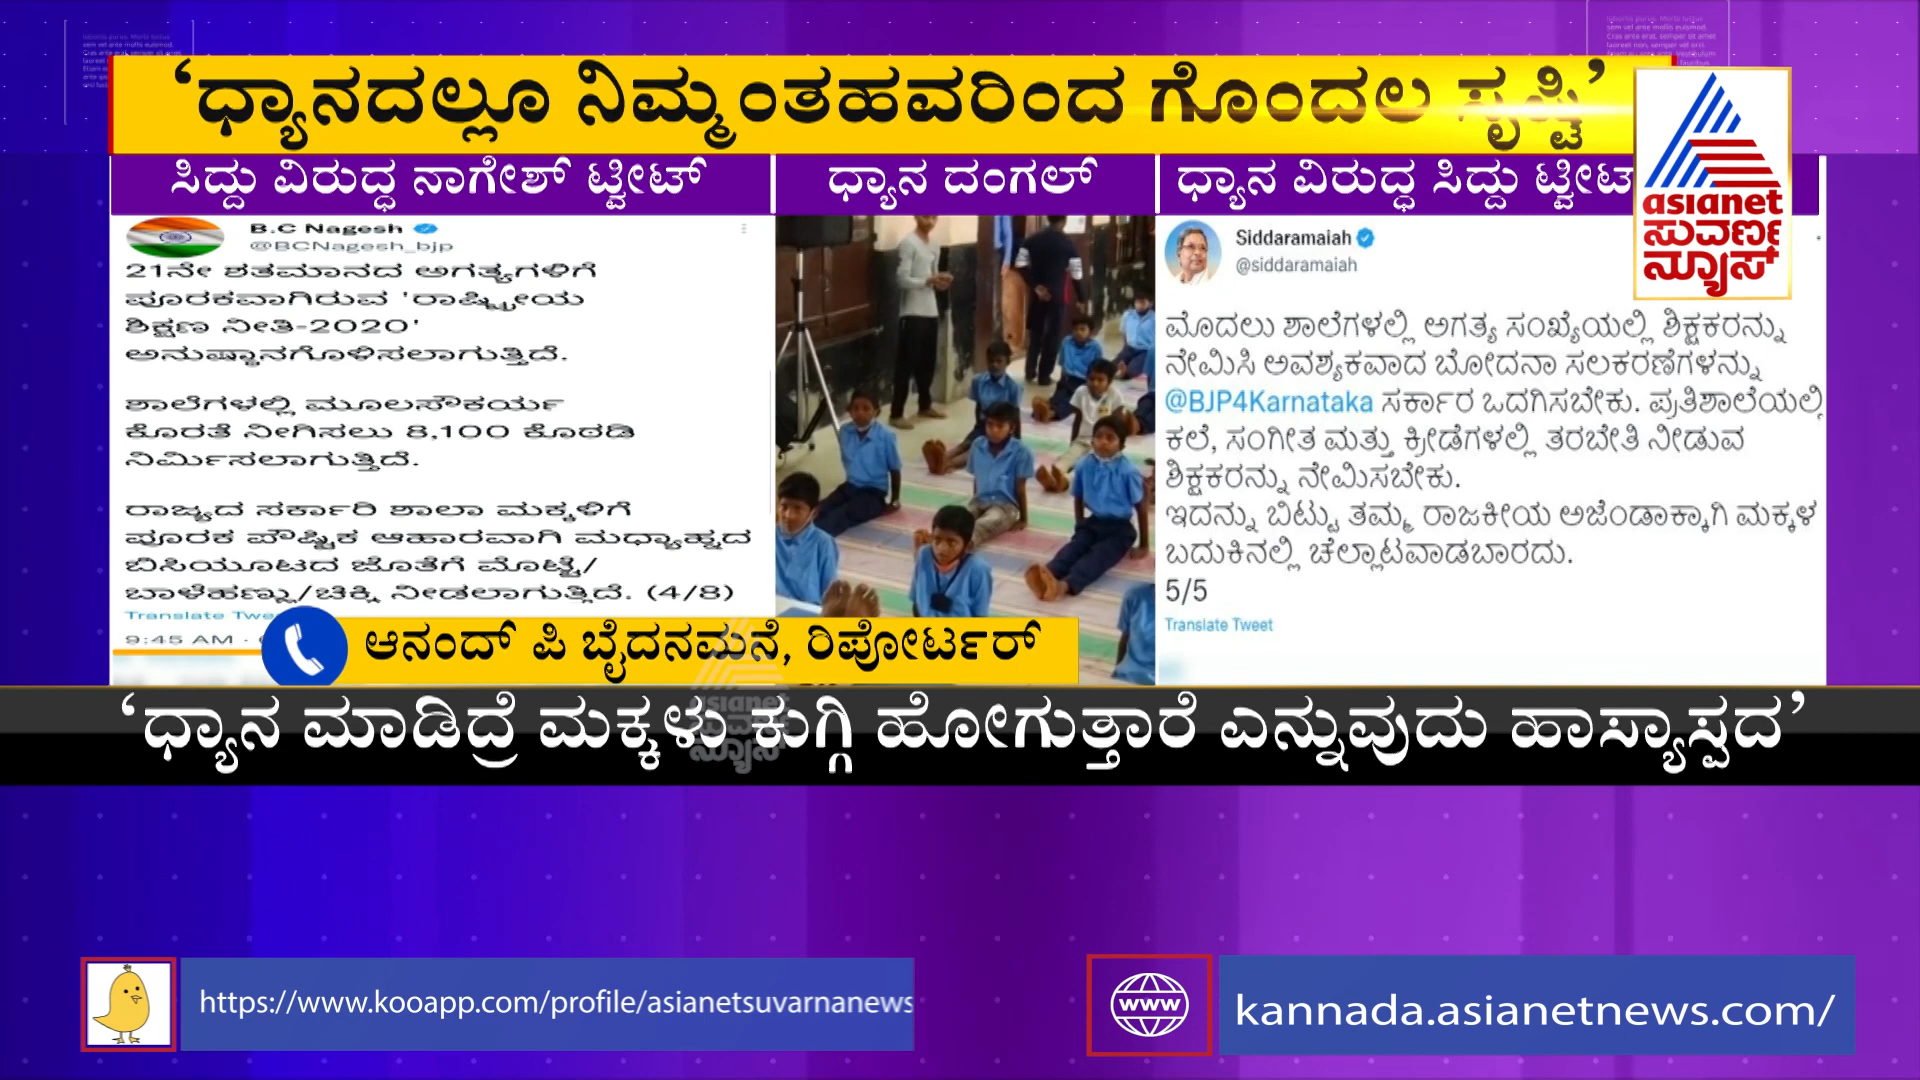 ‘ಧ್ಯಾನದಲ್ಲೂ ನಿಮ್ಮಂತಹವರಿಂದ ಗೊಂದಲ ಸೃಷ್ಟಿ’
ಸಿದ್ದು ವಿರುದ್ಧ ನಾಗೇಶ್ ಟ್ವೀಟ್
ಧ್ಯಾನ ದಂಗಲ್
ಧ್ಯಾನ ವಿರುದ್ಧ ಸಿದ್ದು ಟ್ವೀಟ್
asianet
ಸುವರ್ಣ
ನ್ಯೂಸ್
B.C Nagesh
@BCNagesh_bjp
21ನೇ ಶತಮಾನದ ಅಗತ್ಯಗಳಿಗೆ
ಪೂರಕವಾಗಿರುವ 'ರಾಷ್ಟ್ರೀಯ
ಶಿಕ್ಷಣ ನೀತಿ-2020'
ಅನುಷ್ಠಾನಗೊಳಿಸಲಾಗುತ್ತಿದೆ.
ಶಾಲೆಗಳಲ್ಲಿ ಮೂಲಸೌಕರ್ಯ
ಕೊರತೆ ನೀಗಿಸಲು 8,100 ಕೊಠಡಿ
ನಿರ್ಮಿಸಲಾಗುತ್ತಿದೆ.
ರಾಜ್ಯದ ಸರ್ಕಾರಿ ಶಾಲಾ ಮಕ್ಕಳಿಗೆ
ಪೂರಕ ಪೌಷ್ಟಿಕ ಆಹಾರವಾಗಿ ಮಧ್ಯಾಹ್ನದ
ಬಿಸಿಯೂಟದ ಜೊತೆಗೆ ಮೊಟ್ಟೆ/
ಬಾಳೆಹಣ್ಣು/ಚಿಕ್ಕಿ ನೀಡಲಾಗುತ್ತಿದೆ. (4/8)
Translate Twe
9:45 AM ·
Siddaramaiah
@siddaramaiah
ಮೊದಲು ಶಾಲೆಗಳಲ್ಲಿ ಅಗತ್ಯ ಸಂಖ್ಯೆಯಲ್ಲಿ ಶಿಕ್ಷಕರನ್ನು
ನೇಮಿಸಿ ಅವಶ್ಯಕವಾದ ಬೋದನಾ ಸಲಕರಣೆಗಳನ್ನು
@BJP4Karnataka ಸರ್ಕಾರ ಒದಗಿಸಬೇಕು. ಪ್ರತಿಶಾಲೆಯಲ್ಲಿ
ಕಲೆ, ಸಂಗೀತ ಮತ್ತು ಕ್ರೀಡೆಗಳಲ್ಲಿ ತರಬೇತಿ ನೀಡುವ
ಶಿಕ್ಷಕರನ್ನು ನೇಮಿಸಬೇಕು.
ಇದನ್ನು ಬಿಟ್ಟು ತಮ್ಮ ರಾಜಕೀಯ ಅಜೆಂಡಾಕ್ಕಾಗಿ ಮಕ್ಕಳ
ಬದುಕಿನಲ್ಲಿ ಚೆಲ್ಲಾಟವಾಡಬಾರದು.
5/5
Translate Tweet
ಆನಂದ್ ಪಿ ಬೈದನಮನೆ, ರಿಪೋರ್ಟರ್
‘ಧ್ಯಾನ ಮಾಡಿದ್ರೆ ಮಕ್ಕಳು ಕುಗ್ಗಿ ಹೋಗುತ್ತಾರೆ ಎನ್ನುವುದು ಹಾಸ್ಯಾಸ್ಪದ’
https://www.kooapp.com/profile/asianetsuvarnanews
www
kannada.asianetnews.com/